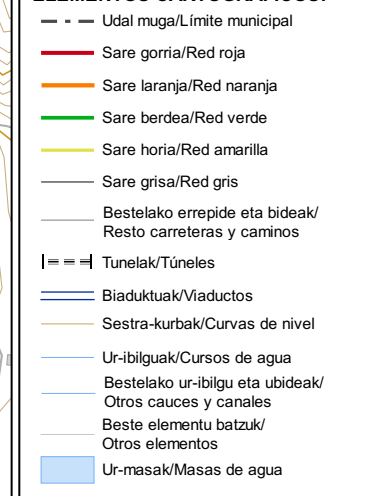 ELEMENTOS CARTOGRÁFICOS:
Udal muga/Límite municipal
Sare gorria/Red roja
Sare laranja/Red naranja
Sare berdea/Red verde
Sare horia/Red amarilla
Sare grisa/Red gris
Bestelako errepide eta bideak/
Resto carreteras y caminos
Tunelak/Túneles
Biaduktuak/Viaductos
Sestra-kurbak/Curvas de nivel
Ur-ibilguak/Cursos de agua
Bestelako ur-ibilgu eta ubideak/
Otros cauces y canales
Beste elementu batzuk/
Otros elementos
Ur-masak/Masas de agua